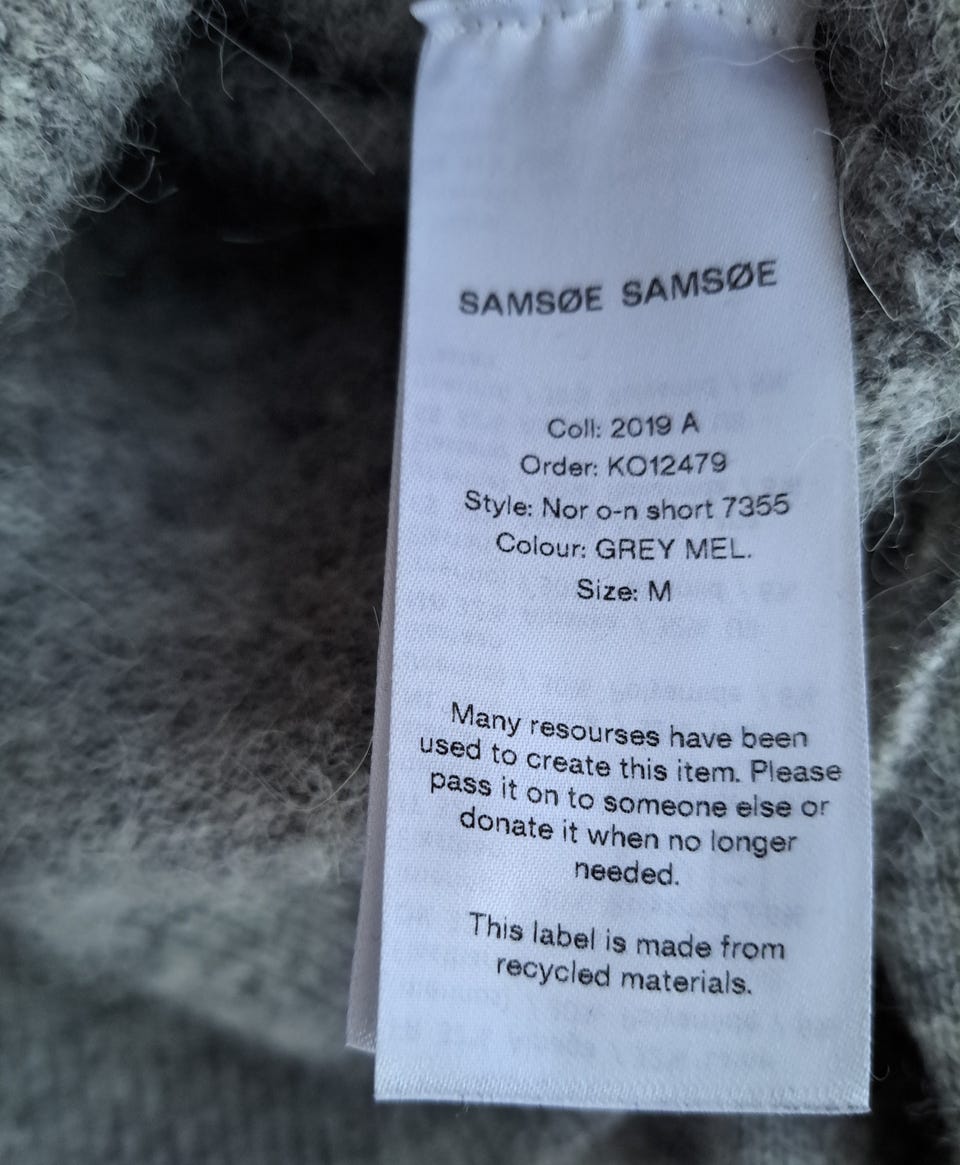 SAMSØE SAMSØE
Coll: 2019 A
Order: KO12479
Style: Nor o-n short 7355
Colour: GREY MEL.
Size: M
Many resourses have been
used to create this item. Please
pass it on to someone else or
donate it when no longer
needed.
This label is made from
recycled materials.